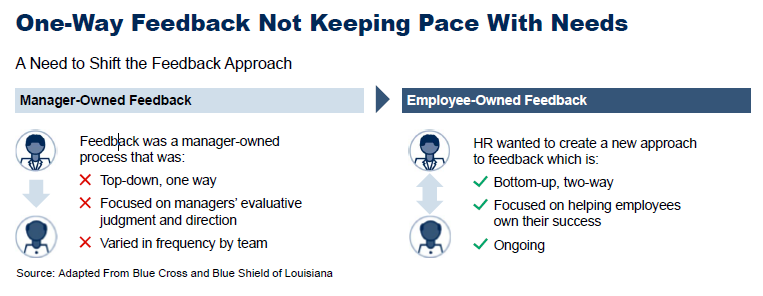 One-Way Feedback Not Keeping Pace With Needs
A Need to Shift the Feedback Approach
Manager-Owned Feedback
Feedback was a manager-owned
process that was:
Top-down, one way
Focused on managers' evaluative
judgment and direction
Varied in frequency by team
Employee-Owned Feedback
HR wanted to create a new approach
to feedback which is:
Bottom-up, two-way
Focused on helping employees
own their success
Ongoing
Source: Adapted From Blue Cross and Blue Shield of Louisiana